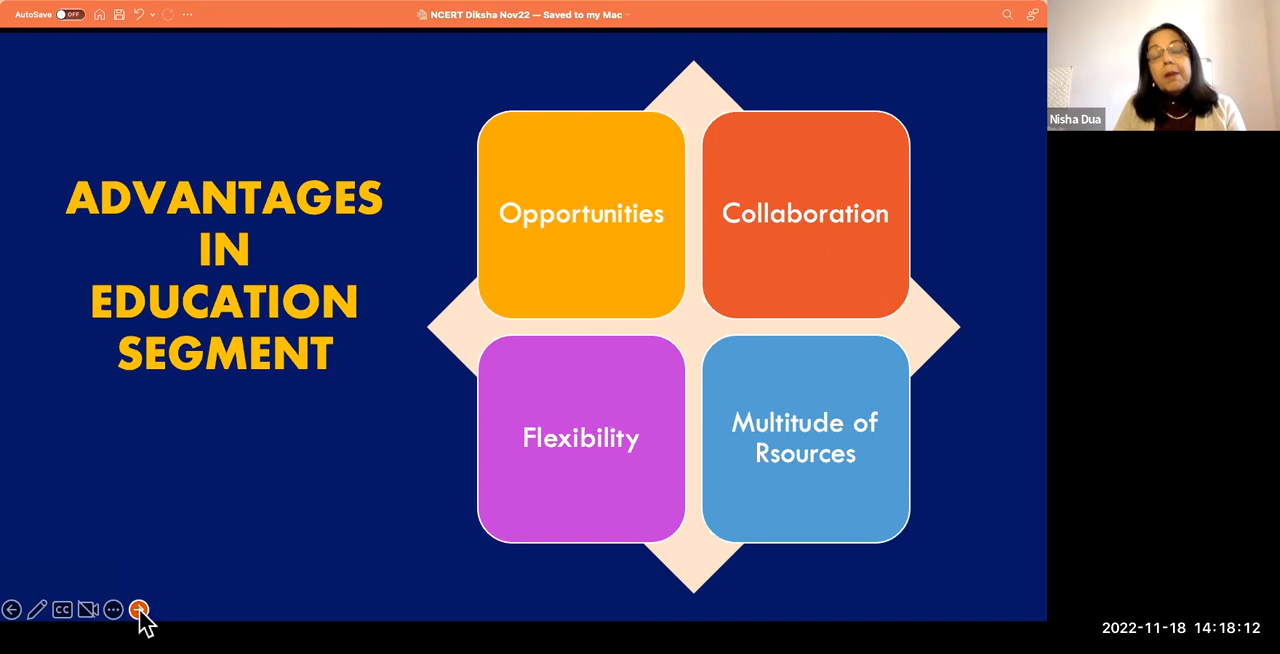 AutoSave OFF
NCERT Diksha Nov22 — Saved to my Mac
Nisha Dua
ADVANTAGES
IN
EDUCATION
SEGMENT
Opportunities
Collaboration
Flexibility
Multitude of
Rsources
CC
2022-11-18 14:18:12